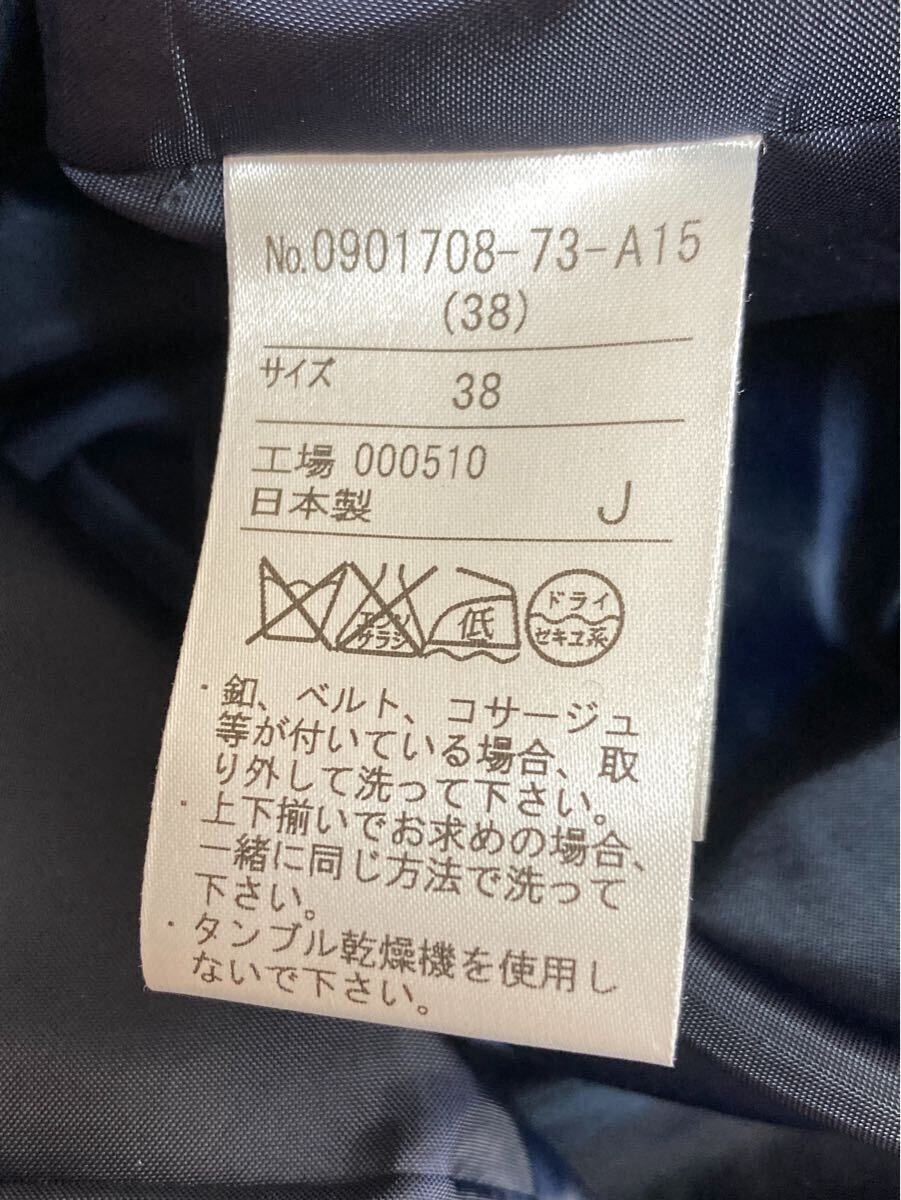 No.0901708-73-A15
(38)
サイズ 38
工場 000510
日本製 J
エンソ
サラシ
低
ドライ
セキユ系
・釦、ベルト、コサージュ
等が付いている場合、取
り外して洗って下さい。
・上下揃いでお求めの場合、
一緒に同じ方法で洗って
下さい。
・タンブル乾燥機を使用し
ないで下さい。